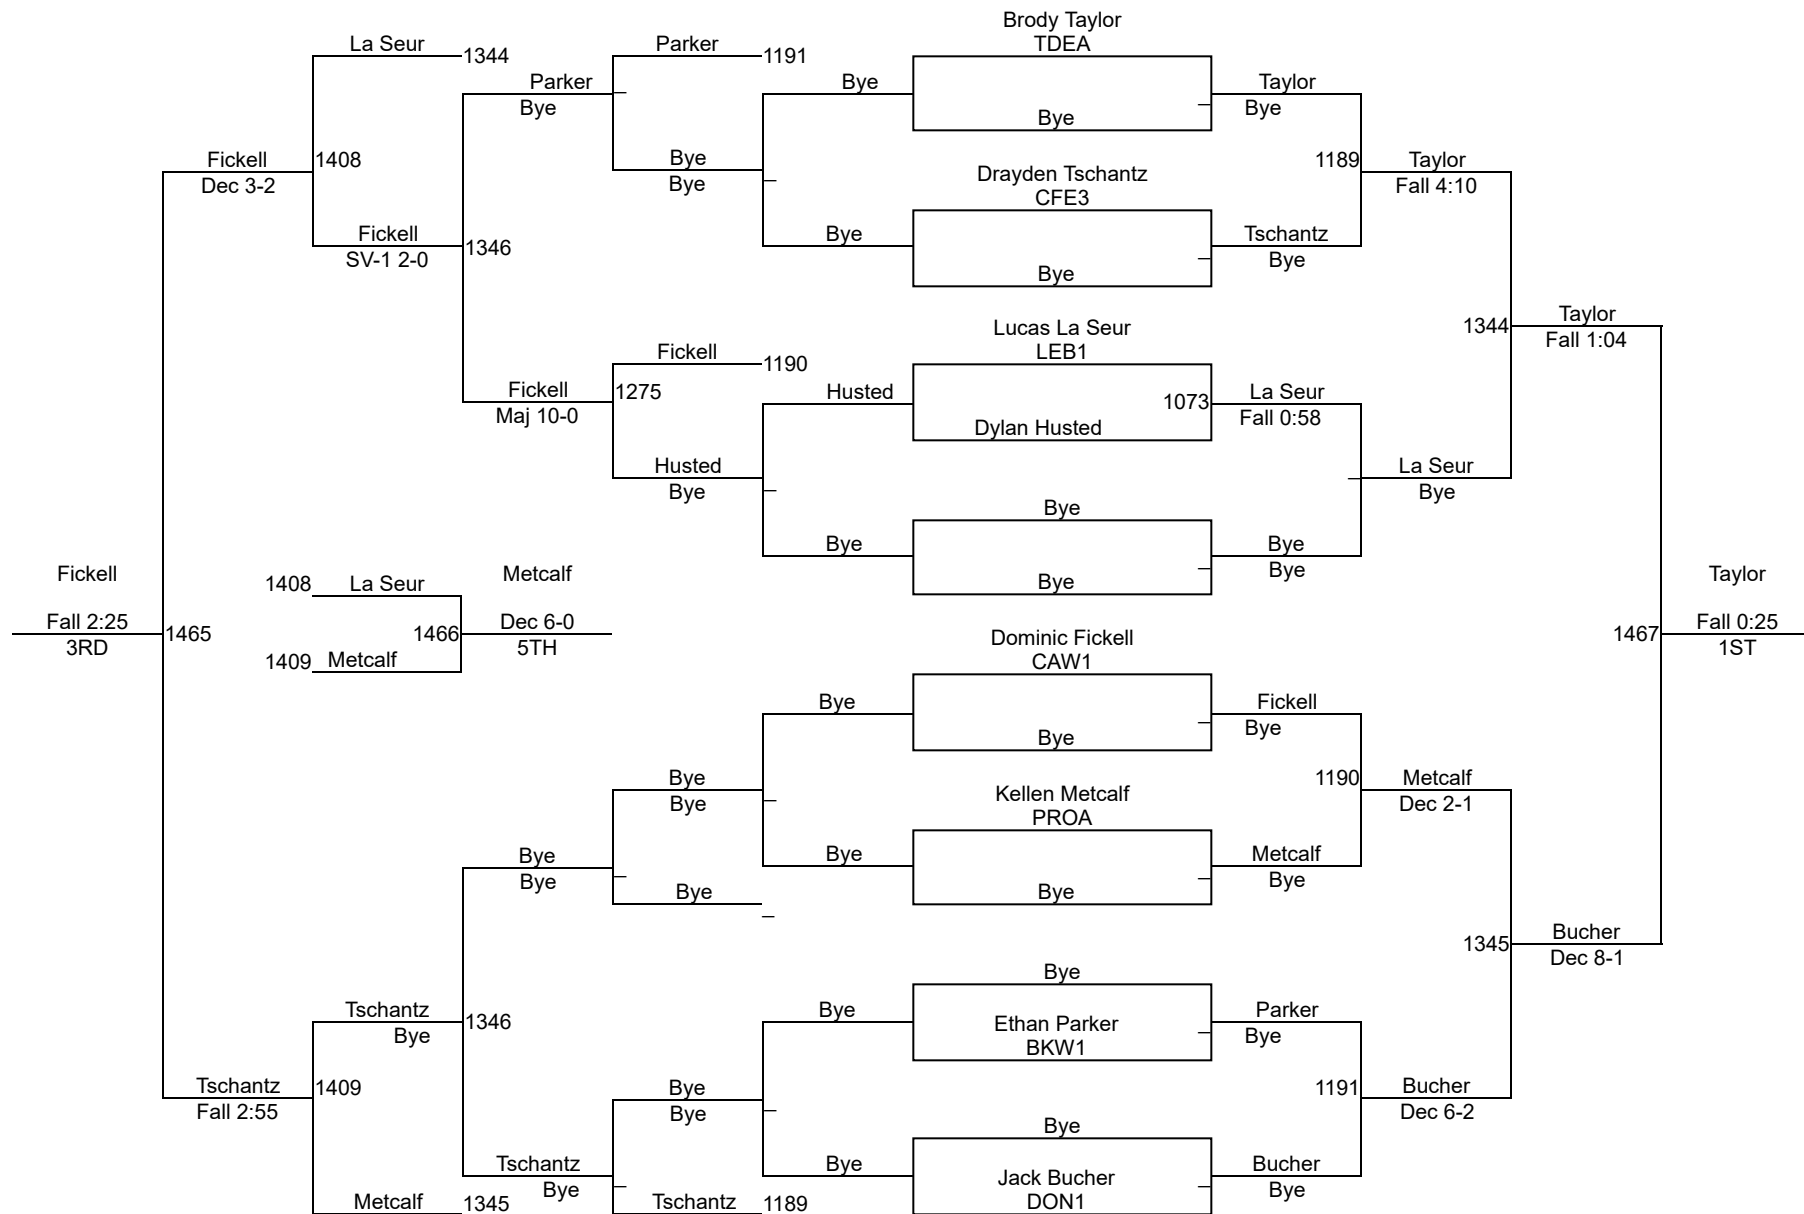 Brody Taylor
TDEA
La Seur
1344
Parker
1191
Parker
Bye
Bye
Bye
Taylor
Bye
Bye
Bye
Fickell
Dec 3-2
1408
1189
Taylor
Fall 4:10
Drayden Tschantz
CFE3
Fickell
SV-1 2-0
1346
Bye
Bye
Tschantz
Bye
Lucas La Seur
LEB1
1344
Taylor
Fall 1:04
Fickell
1190
Fickell
Maj 10-0
1275
Husted
Dylan Husted
1073
La Seur
Fall 0:58
Husted
Bye
La Seur
Bye
Bye
Bye
Bye
Bye
Bye
Fickell
Fall 2:25
3RD
1465
1408
La Seur
1409
Metcalf
1466
Metcalf
Dec 6-0
5TH
1467
Taylor
Fall 0:25
1ST
Dominic Fickell
CAW1
Bye
Bye
Fickell
Bye
Bye
Bye
Kellen Metcalf
PROA
1190
Metcalf
Dec 2-1
Bye
Bye
Bye
Bye
Bye
Metcalf
Bye
1345
Bucher
Dec 8-1
Bye
Tschantz
Bye
1346
Bye
Ethan Parker
BKW1
Parker
Bye
Tschantz
Fall 2:55
1409
Bye
Bye
1191
Bucher
Dec 6-2
Bye
Tschantz
Bye
Bye
Jack Bucher
DON1
Bucher
Bye
Metcalf
1345
Tschantz
1189